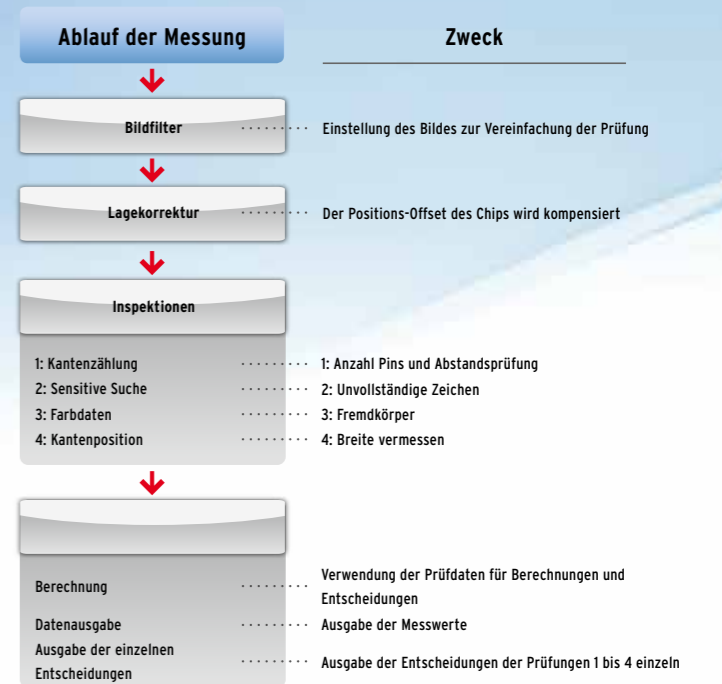 Ablauf der Messung
Zweck
Bildfilter ········· Einstellung des Bildes zur Vereinfachung der Prüfung
Lagekorrektur ········· Der Positions-Offset des Chips wird kompensiert
Inspektionen
1: Kantenzählung ········· 1: Anzahl Pins und Abstandsprüfung
2: Sensitive Suche ········· 2: Unvollständige Zeichen
3: Farbdaten ········· 3: Fremdkörper
4: Kantenposition ········· 4: Breite vermessen
Berechnung ········· Verwendung der Prüfdaten für Berechnungen und
Entscheidungen
Datenausgabe ········· Ausgabe der Messwerte
Ausgabe der einzelnen
Entscheidungen ········· Ausgabe der Entscheidungen der Prüfungen 1 bis 4 einzeln